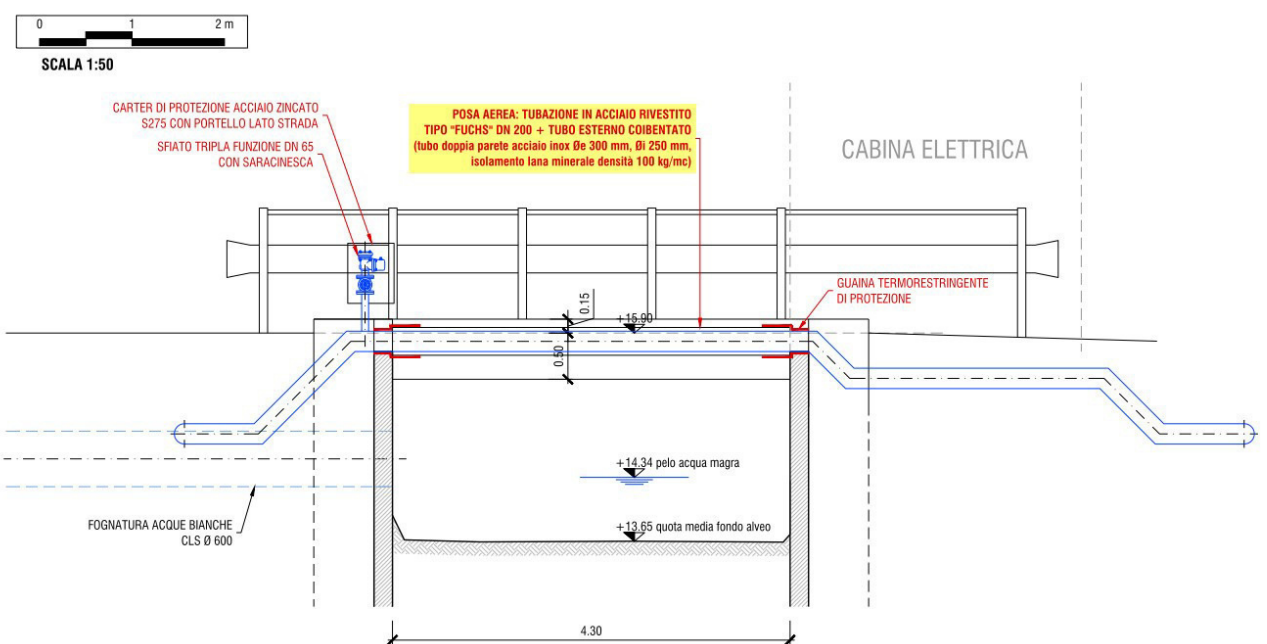 0 1 2 m
SCALA 1:50
CARTER DI PROTEZIONE ACCIAIO ZINCATO
S275 CON PORTELLO LATO STRADA
SFIATO TRIPLA FUNZIONE DN 65
CON SARACINESCA
POSA AEREA: TUBAZIONE IN ACCIAIO RIVESTITO
TIPO "FUCHS" DN 200 + TUBO ESTERNO COIBENTATO
(tubo doppia parete acciaio inox Øe 300 mm, Øi 250 mm,
isolamento lana minerale densità 100 kg/mc)
CABINA ELETTRICA
GUAINA TERMORESTRINGENTE
DI PROTEZIONE
0.15
+15.90
0.50
+14.34 pelo acqua magra
+13.65 quota media fondo alveo
FOGNATURA ACQUE BIANCHE
CLS Ø 600
4.30